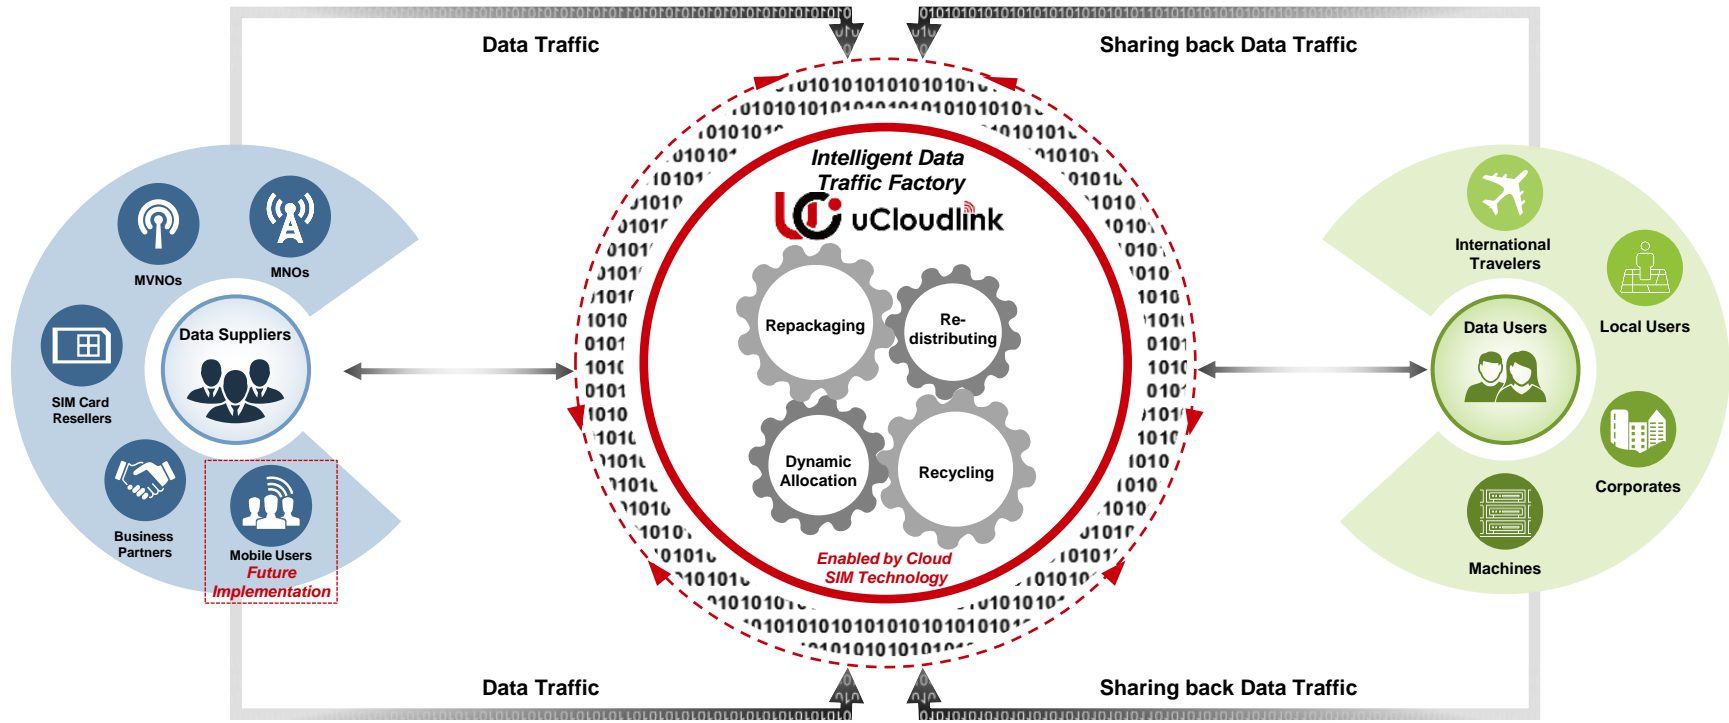 Data Traffic
Sharing back Data Traffic
MVNOs
MNOs
SIM Card
Resellers
Data Suppliers
Business
Partners
Mobile Users
Future
Implementation
Intelligent Data
Traffic Factory
uCloudlink
Repackaging
Re-
distributing
Dynamic
Allocation
Recycling
Enabled by Cloud
SIM Technology
International
Travelers
Local Users
Data Users
Corporates
Machines
Data Traffic
Sharing back Data Traffic